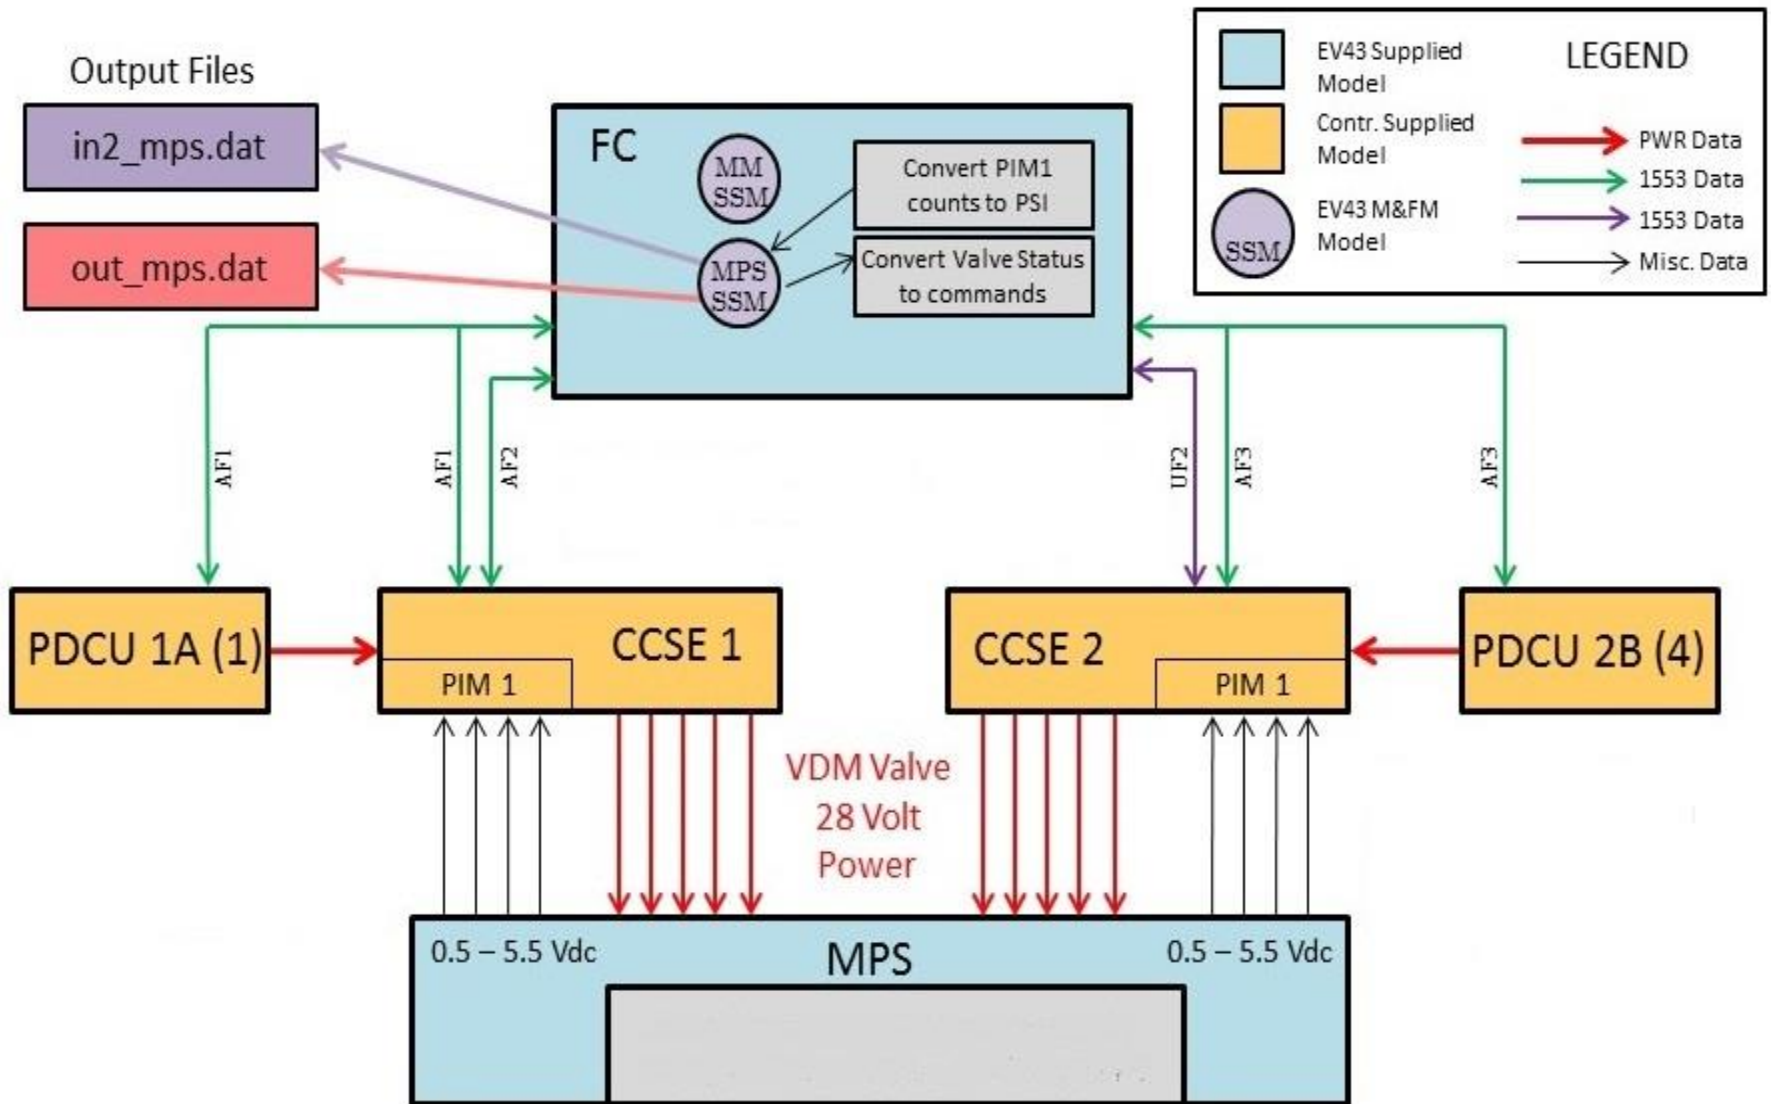 Output Files
in2_mps.dat
out_mps.dat
FC
MM
SSM
MPS
SSM
Convert PIM1
counts to PSI
Convert Valve Status
to commands
LEGEND
EV43 Supplied
Model
Contr. Supplied
Model
SSM
EV43 M&FM
Model
PWR Data
1553 Data
1553 Data
Misc. Data
AF1
AF1
AF2
UF2
AF3
AF3
PDCU 1A (1)
CCSE 1
PIM 1
CCSE 2
PIM 1
PDCU 2B (4)
VDM Valve
28 Volt
Power
0.5 – 5.5 Vdc
MPS
0.5 – 5.5 Vdc